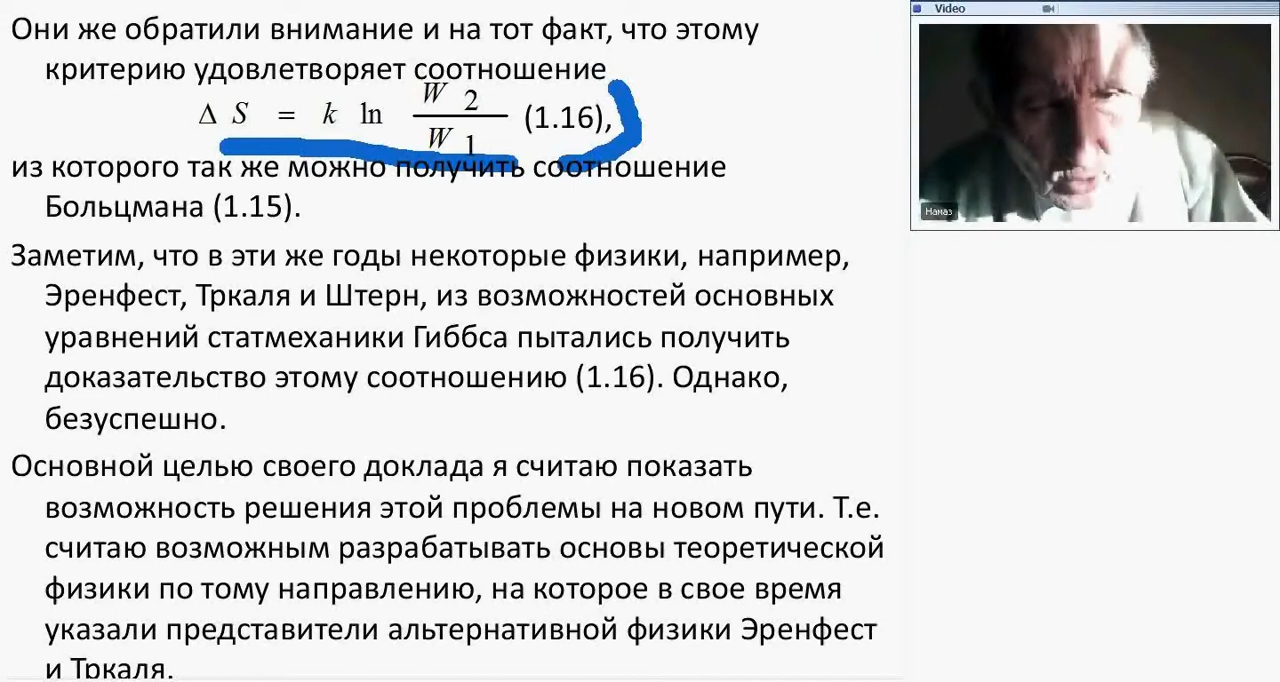 Они же обратили внимание и на тот факт, что этому
критерию удовлетворяет соотношение
Δ S = k ln W 2 / W 1 (1.16),
из которого так же можно получить соотношение
Больцмана (1.15).
Заметим, что в эти же годы некоторые физики, например,
Эренфест, Тркаля и Штерн, из возможностей основных
уравнений статмеханики Гиббса пытались получить
доказательство этому соотношению (1.16). Однако,
безуспешно.
Основной целью своего доклада я считаю показать
возможность решения этой проблемы на новом пути. Т.е.
считаю возможным разрабатывать основы теоретической
физики по тому направлению, на которое в свое время
указали представители альтернативной физики Эренфест
и Тркаля.
Video
Намаз